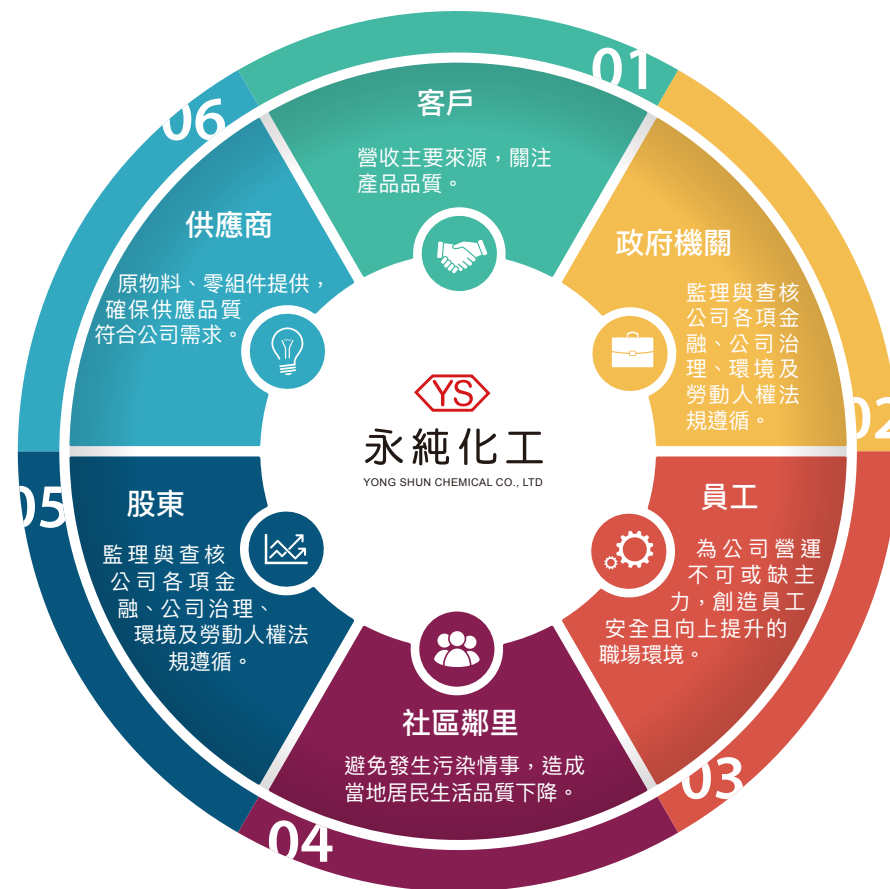 01
客戶
營收主要來源，關注
產品品質。
02
政府機關
監理與查核
公司各項金
融、公司治
理、環境及
勞動人權法
規遵循。
03
員工
為公司營運
不可或缺主
力，創造員工
安全且向上提升的
職場環境。
04
社區鄰里
避免發生污染情事，造成
當地居民生活品質下降。
05
股東
監理與查核
公司各項金
融、公司治理、
環境及勞動人權法
規遵循。
06
供應商
原物料、零組件提供，
確保供應品質
符合公司需求。
YS
永純化工
YONG SHUN CHEMICAL CO., LTD